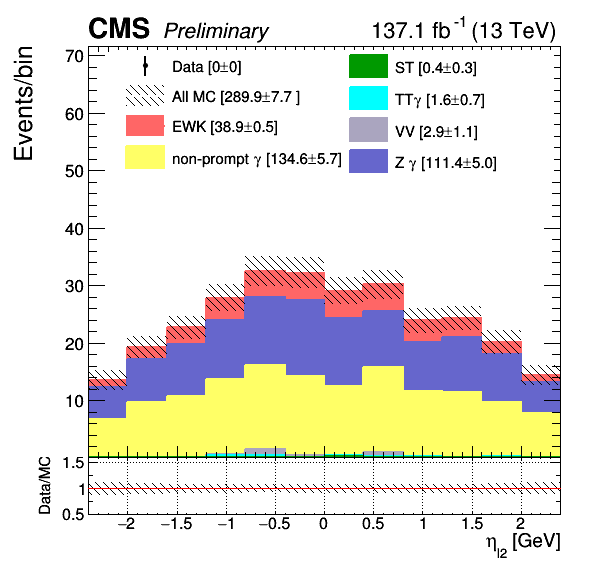 CMS Preliminary 137.1 fb⁻¹ (13 TeV)
Events/bin
Data [0±0]
All MC [289.9±7.7 ]
EWK [38.9±0.5]
non-prompt γ [134.6±5.7]
ST [0.4±0.3]
TTγ [1.6±0.7]
VV [2.9±1.1]
Z γ [111.4±5.0]
70
60
50
40
30
20
10
Data/MC
1.5
1
0.5
−2 −1.5 −1 −0.5 0 0.5 1 1.5 2
η_l2 [GeV]